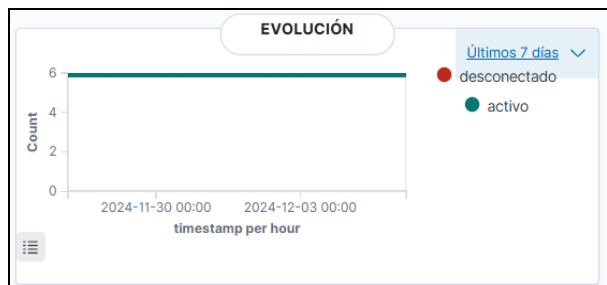 EVOLUCIÓN
Últimos 7 días
desconectado
activo
6
4
2
0
Count
2024-11-30 00:00
2024-12-03 00:00
timestamp per hour